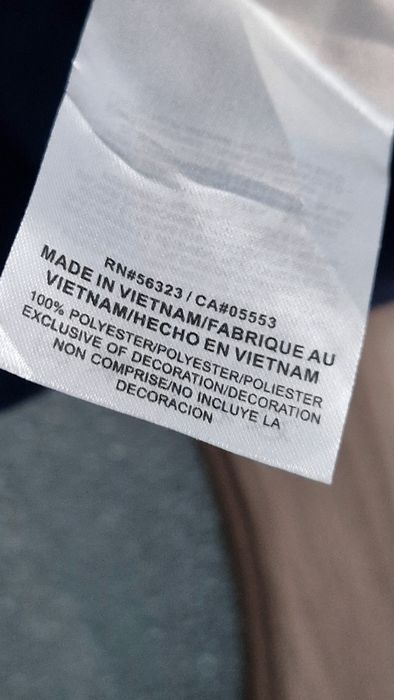 RN#56323 / CA#05553
MADE IN VIETNAM/FABRIQUE AU
VIETNAM/HECHO EN VIETNAM
100% POLYESTER/POLYESTER/POLIESTER
EXCLUSIVE OF DECORATION/DECORATION
NON COMPRISE/NO INCLUYE LA
DECORACIÓN